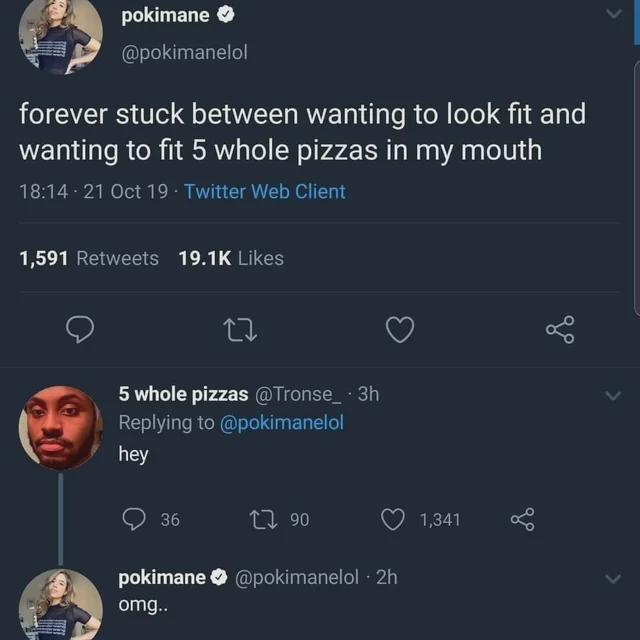 pokimane
@pokimanelol
forever stuck between wanting to look fit and
wanting to fit 5 whole pizzas in my mouth
18:14 · 21 Oct 19 · Twitter Web Client
1,591 Retweets 19.1K Likes
5 whole pizzas @Tronse_ · 3h
Replying to @pokimanelol
hey
36 90 1,341
pokimane @pokimanelol · 2h
omg..